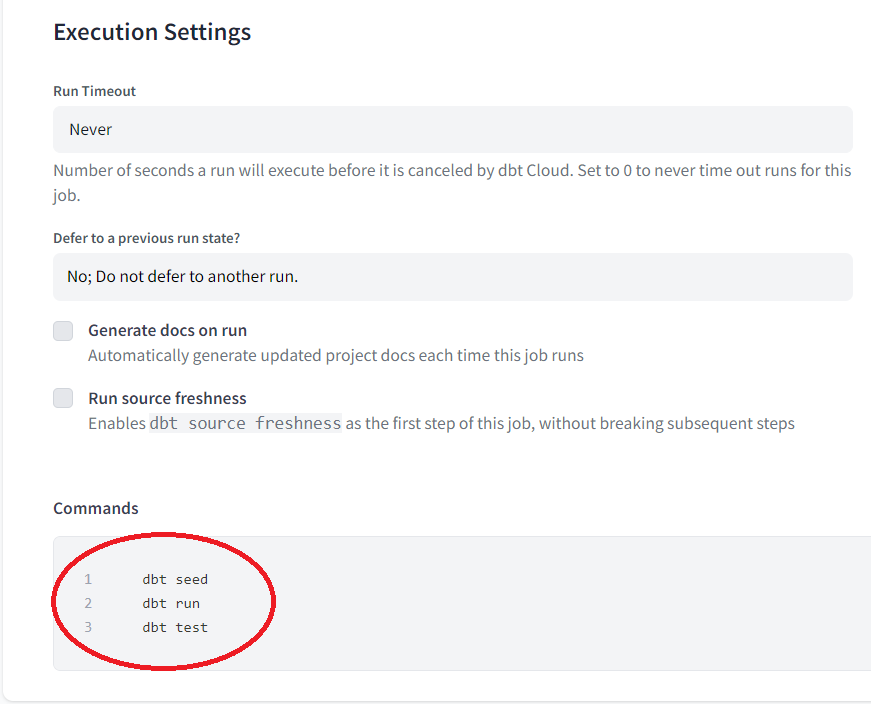 Execution Settings
Run Timeout
Never
Number of seconds a run will execute before it is canceled by dbt Cloud. Set to 0 to never time out runs for this
job.
Defer to a previous run state?
No; Do not defer to another run.
Generate docs on run
Automatically generate updated project docs each time this job runs
Run source freshness
Enables dbt source freshness as the first step of this job, without breaking subsequent steps
Commands
1 dbt seed
2 dbt run
3 dbt test